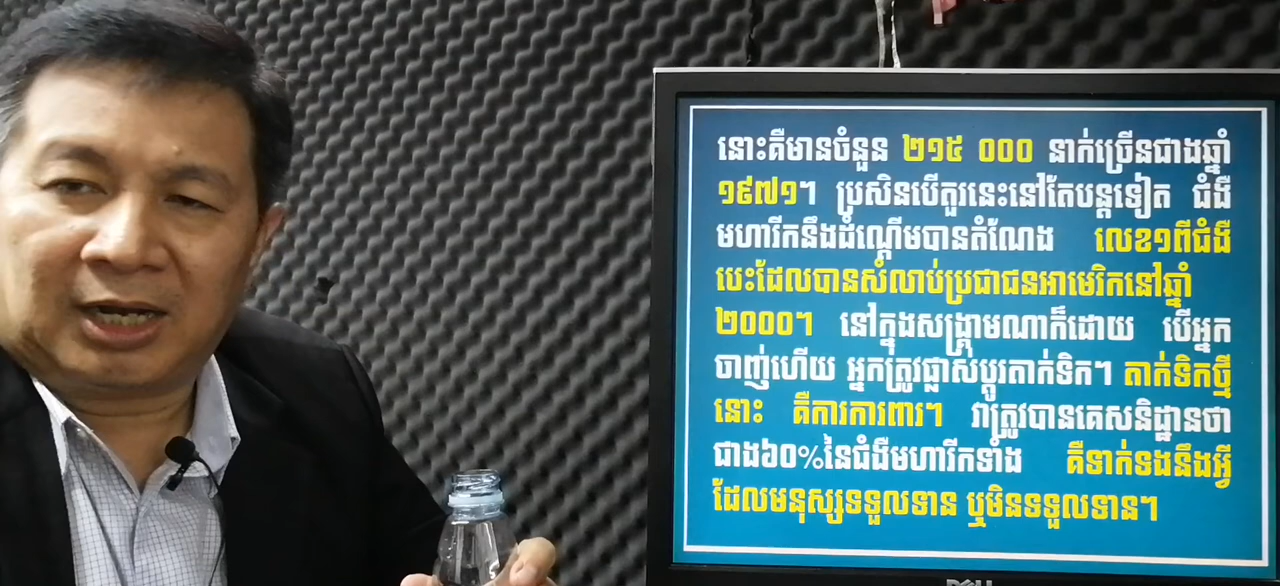 នោះគឺមានចំនួន ២១៥ ០០០ នាក់ច្រើនជាងឆ្នាំ
១៩៧១។ ប្រសិនបើតួរនេះនៅតែបន្តទៀត ជំងឺ
មហារីកនឹងដំណើ្តមបានតំណែង លេខ១ពីជំងឺ
បេះដែលបានសំលាប់ប្រជាជនអាមេរិកនៅឆ្នាំ
២០០០។ នៅក្នុងសង្គ្រាមណាក៏ដោយ បើអ្នក
ចាញ់ហើយ អ្នកត្រូវផ្លាស់ប្តូរតាក់ទិក។ តាក់ទិកថ្មី
នោះ គឺការការពារ។ វាត្រូវបានគេសនិដ្ឋានថា
ជាង៦០%នៃជំងឺមហារីកទាំង គឺទាក់ទងនឹងអ្វី
ដែលមនុស្សទទួលទាន ឬមិនទទួលទាន។